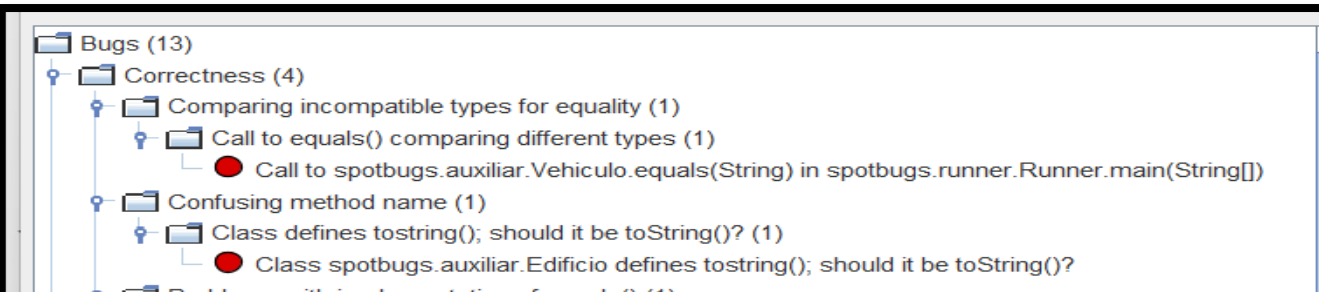 Bugs (13)
Correctness (4)
Comparing incompatible types for equality (1)
Call to equals() comparing different types (1)
Call to spotbugs.auxiliar.Vehiculo.equals(String) in spotbugs.runner.Runner.main(String[])
Confusing method name (1)
Class defines tostring(); should it be toString()? (1)
Class spotbugs.auxiliar.Edificio defines tostring(); should it be toString()?